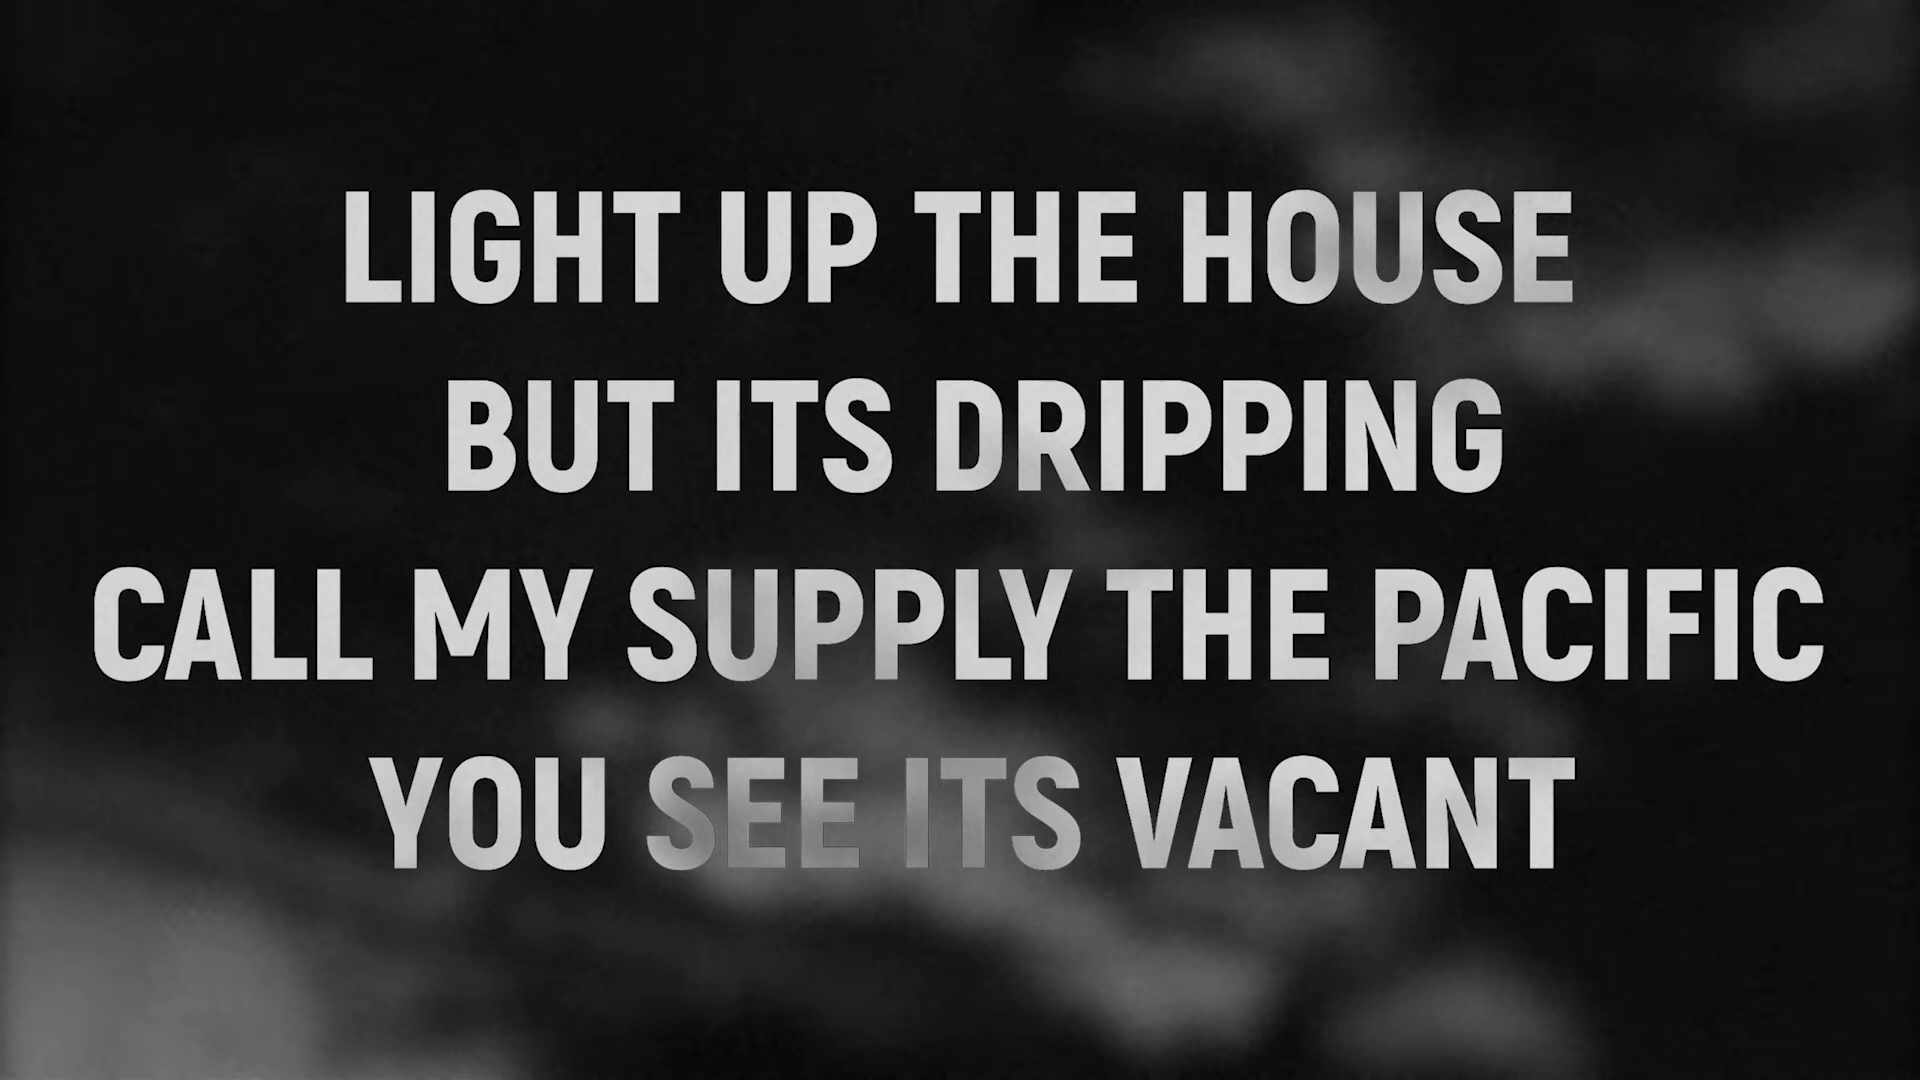 LIGHT UP THE HOUSE
BUT ITS DRIPPING
CALL MY SUPPLY THE PACIFIC
YOU SEE ITS VACANT